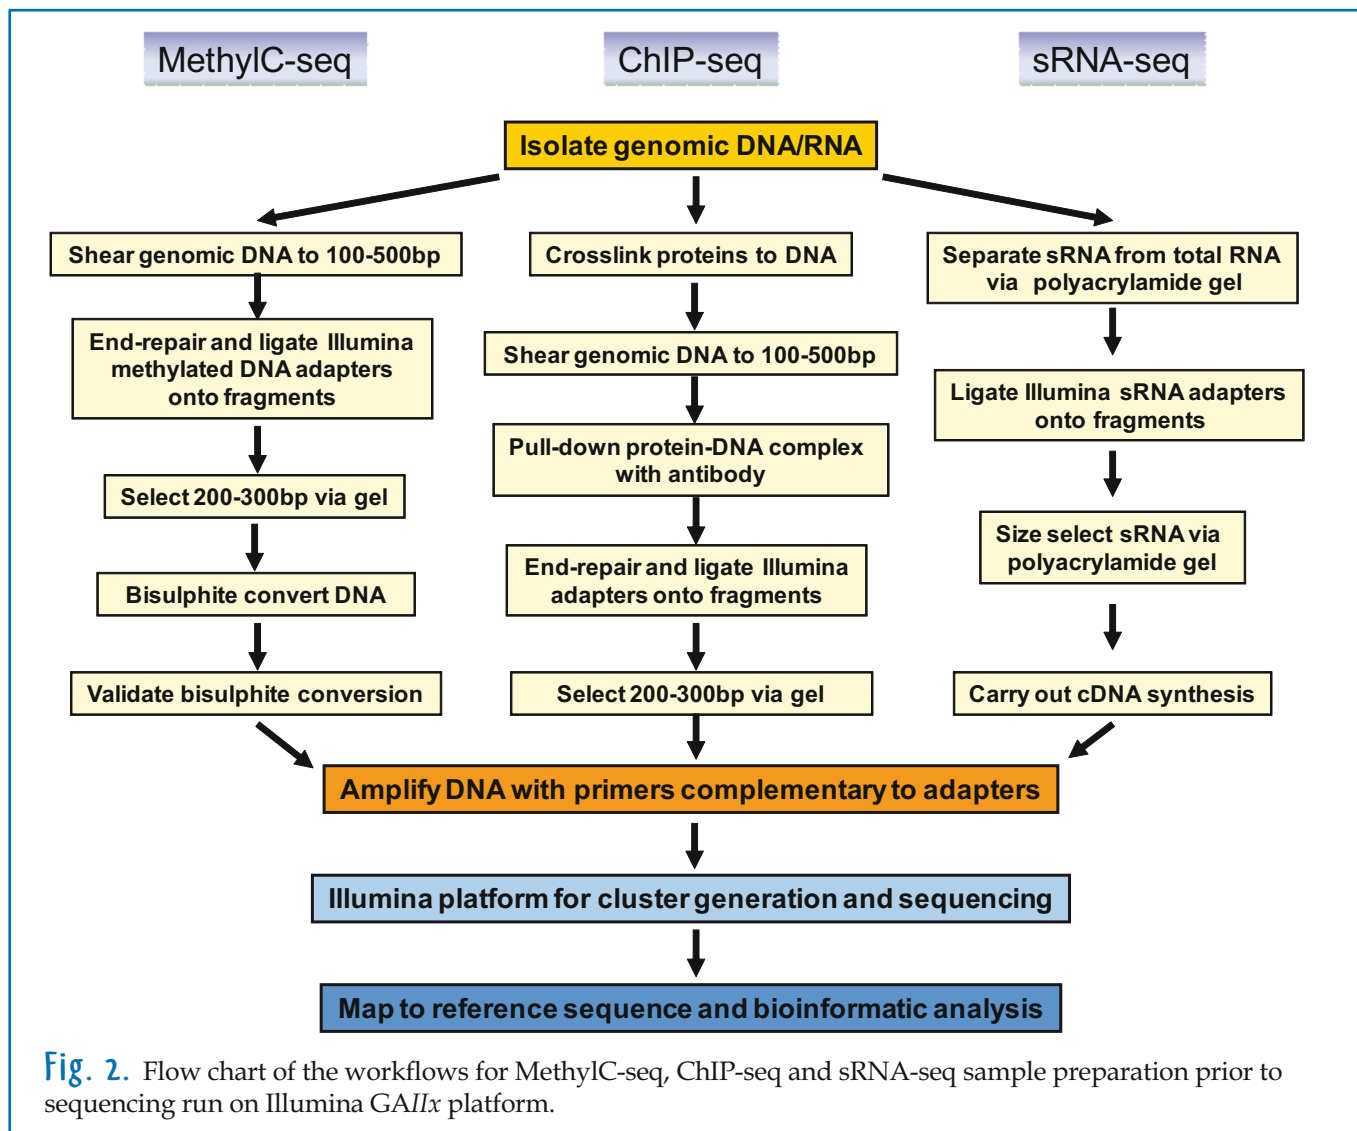 MethylC-seq
ChIP-seq
sRNA-seq
Isolate genomic DNA/RNA
Shear genomic DNA to 100-500bp
End-repair and ligate Illumina
methylated DNA adapters
onto fragments
Select 200-300bp via gel
Bisulphite convert DNA
Validate bisulphite conversion
Crosslink proteins to DNA
Shear genomic DNA to 100-500bp
Pull-down protein-DNA complex
with antibody
End-repair and ligate Illumina
adapters onto fragments
Select 200-300bp via gel
Separate sRNA from total RNA
via polyacrylamide gel
Ligate Illumina sRNA adapters
onto fragments
Size select sRNA via
polyacrylamide gel
Carry out cDNA synthesis
Amplify DNA with primers complementary to adapters
Illumina platform for cluster generation and sequencing
Map to reference sequence and bioinformatic analysis
Fig. 2. Flow chart of the workflows for MethylC-seq, ChIP-seq and sRNA-seq sample preparation prior to
sequencing run on Illumina GAIIx platform.